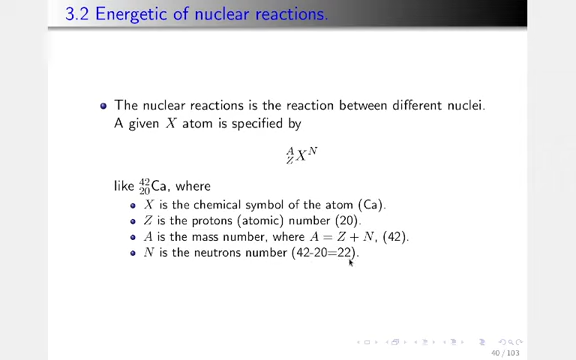 3.2 Energetic of nuclear reactions.
The nuclear reactions is the reaction between different nuclei.
A given X atom is specified by
^A_Z X^N
like ^42_20 Ca, where
X is the chemical symbol of the atom (Ca).
Z is the protons (atomic) number (20).
A is the mass number, where A = Z + N, (42).
N is the neutrons number (42-20=22).
40 / 103